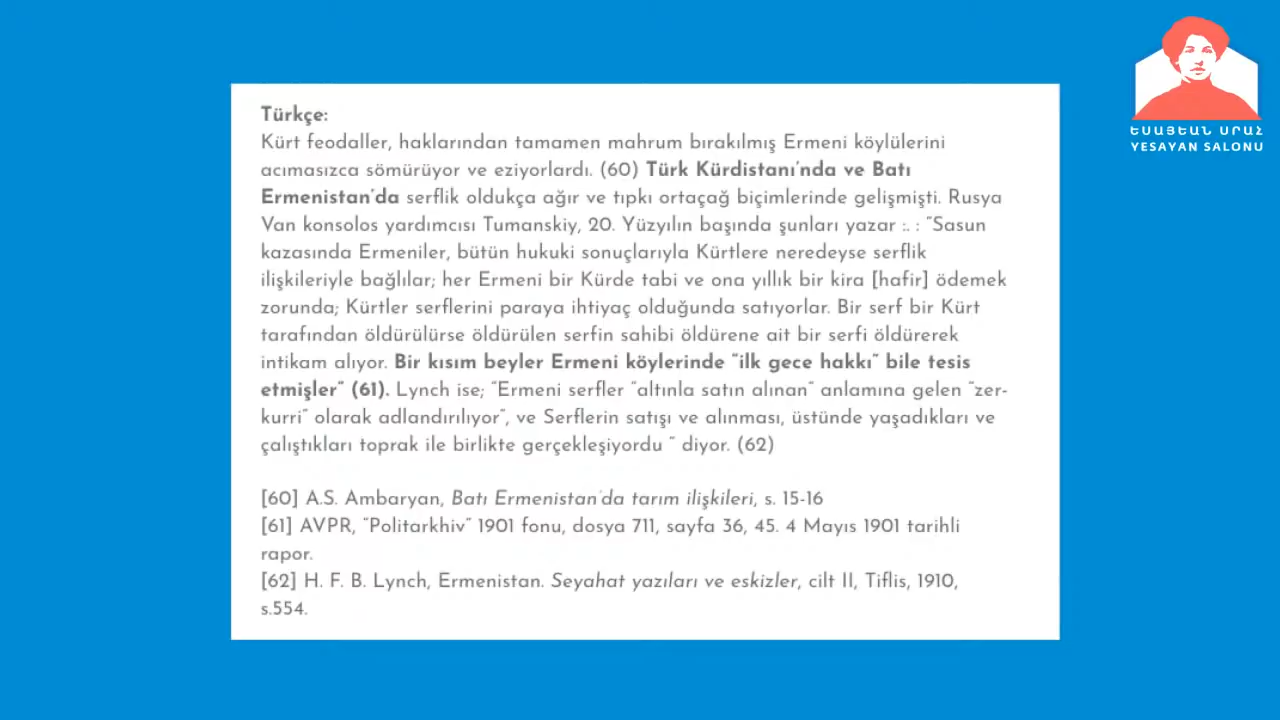 ԵՍԱՅԵԱՆ ՍՐԱՀ
YESAYAN SALONU
Türkçe:
Kürt feodaller, haklarından tamamen mahrum bırakılmış Ermeni köylülerini
acımasızca sömürüyor ve eziyorlardı. (60) Türk Kürdistanı’nda ve Batı
Ermenistan’da serflik oldukça ağır ve tıpkı ortaçağ biçimlerinde gelişmişti. Rusya
Van konsolos yardımcısı Tumanskiy, 20. Yüzyılın başında şunları yazar :. : “Sasun
kazasında Ermeniler, bütün hukuki sonuçlarıyla Kürtlere neredeyse serflik
ilişkileriyle bağlılar; her Ermeni bir Kürde tabi ve ona yıllık bir kira [hafir] ödemek
zorunda; Kürtler serflerini paraya ihtiyaç olduğunda satıyorlar. Bir serf bir Kürt
tarafından öldürülürse öldürülen serfin sahibi öldürene ait bir serfi öldürerek
intikam alıyor. Bir kısım beyler Ermeni köylerinde “ilk gece hakkı” bile tesis
etmişler” (61). Lynch ise; “Ermeni serfler “altınla satın alınan” anlamına gelen “zer-
kurri” olarak adlandırılıyor”, ve Serflerin satışı ve alınması, üstünde yaşadıkları ve
çalıştıkları toprak ile birlikte gerçekleşiyordu ” diyor. (62)
[60] A.S. Ambaryan, Batı Ermenistan’da tarım ilişkileri, s. 15-16
[61] AVPR, “Politarkhiv” 1901 fonu, dosya 711, sayfa 36, 45. 4 Mayıs 1901 tarihli
rapor.
[62] H. F. B. Lynch, Ermenistan. Seyahat yazıları ve eskizler, cilt II, Tiflis, 1910,
s.554.